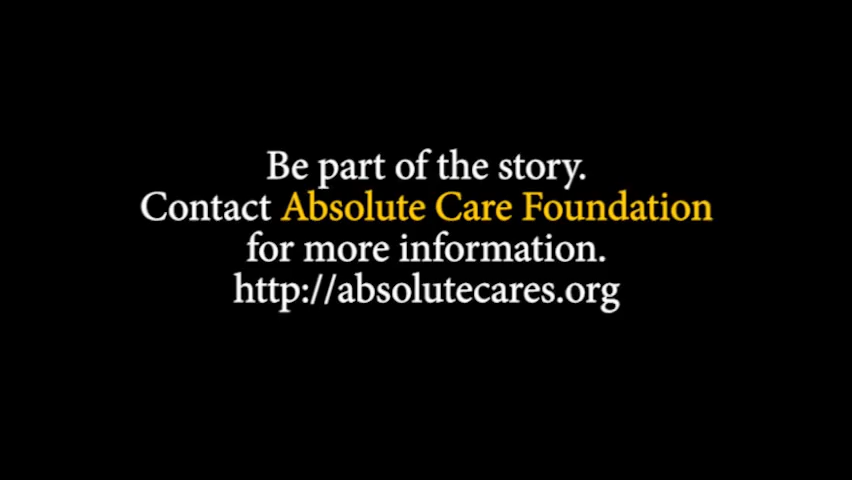 Be part of the story.
Contact Absolute Care Foundation
for more information.
http://absolutecares.org